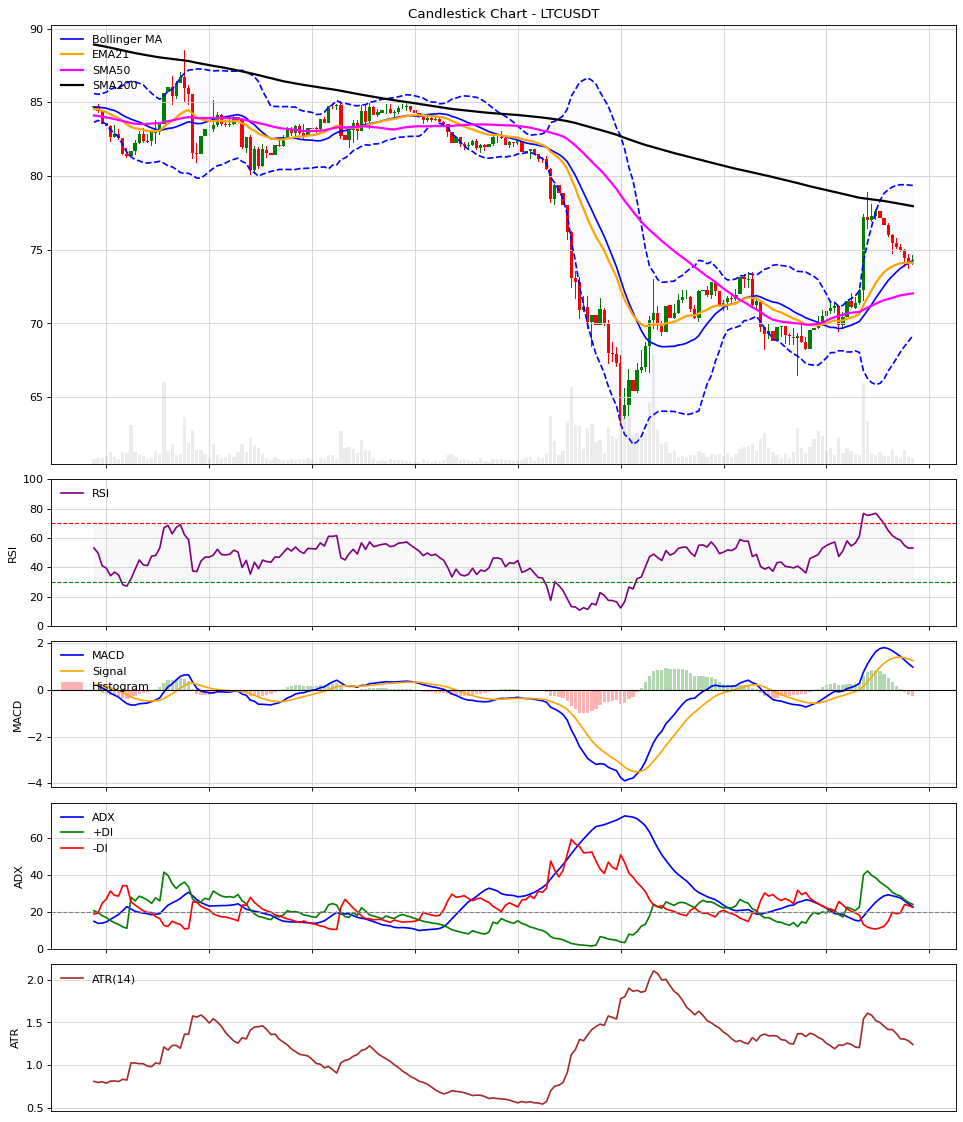 Candlestick Chart - LTCUSDT
90
85
80
75
70
65
Bollinger MA
EMA21
SMA50
SMA200
100
80
60
40
20
0
RSI
RSI
2
0
−2
−4
MACD
MACD
Signal
Histogram
60
40
20
0
ADX
ADX
+DI
-DI
2.0
1.5
1.0
0.5
ATR
ATR(14)